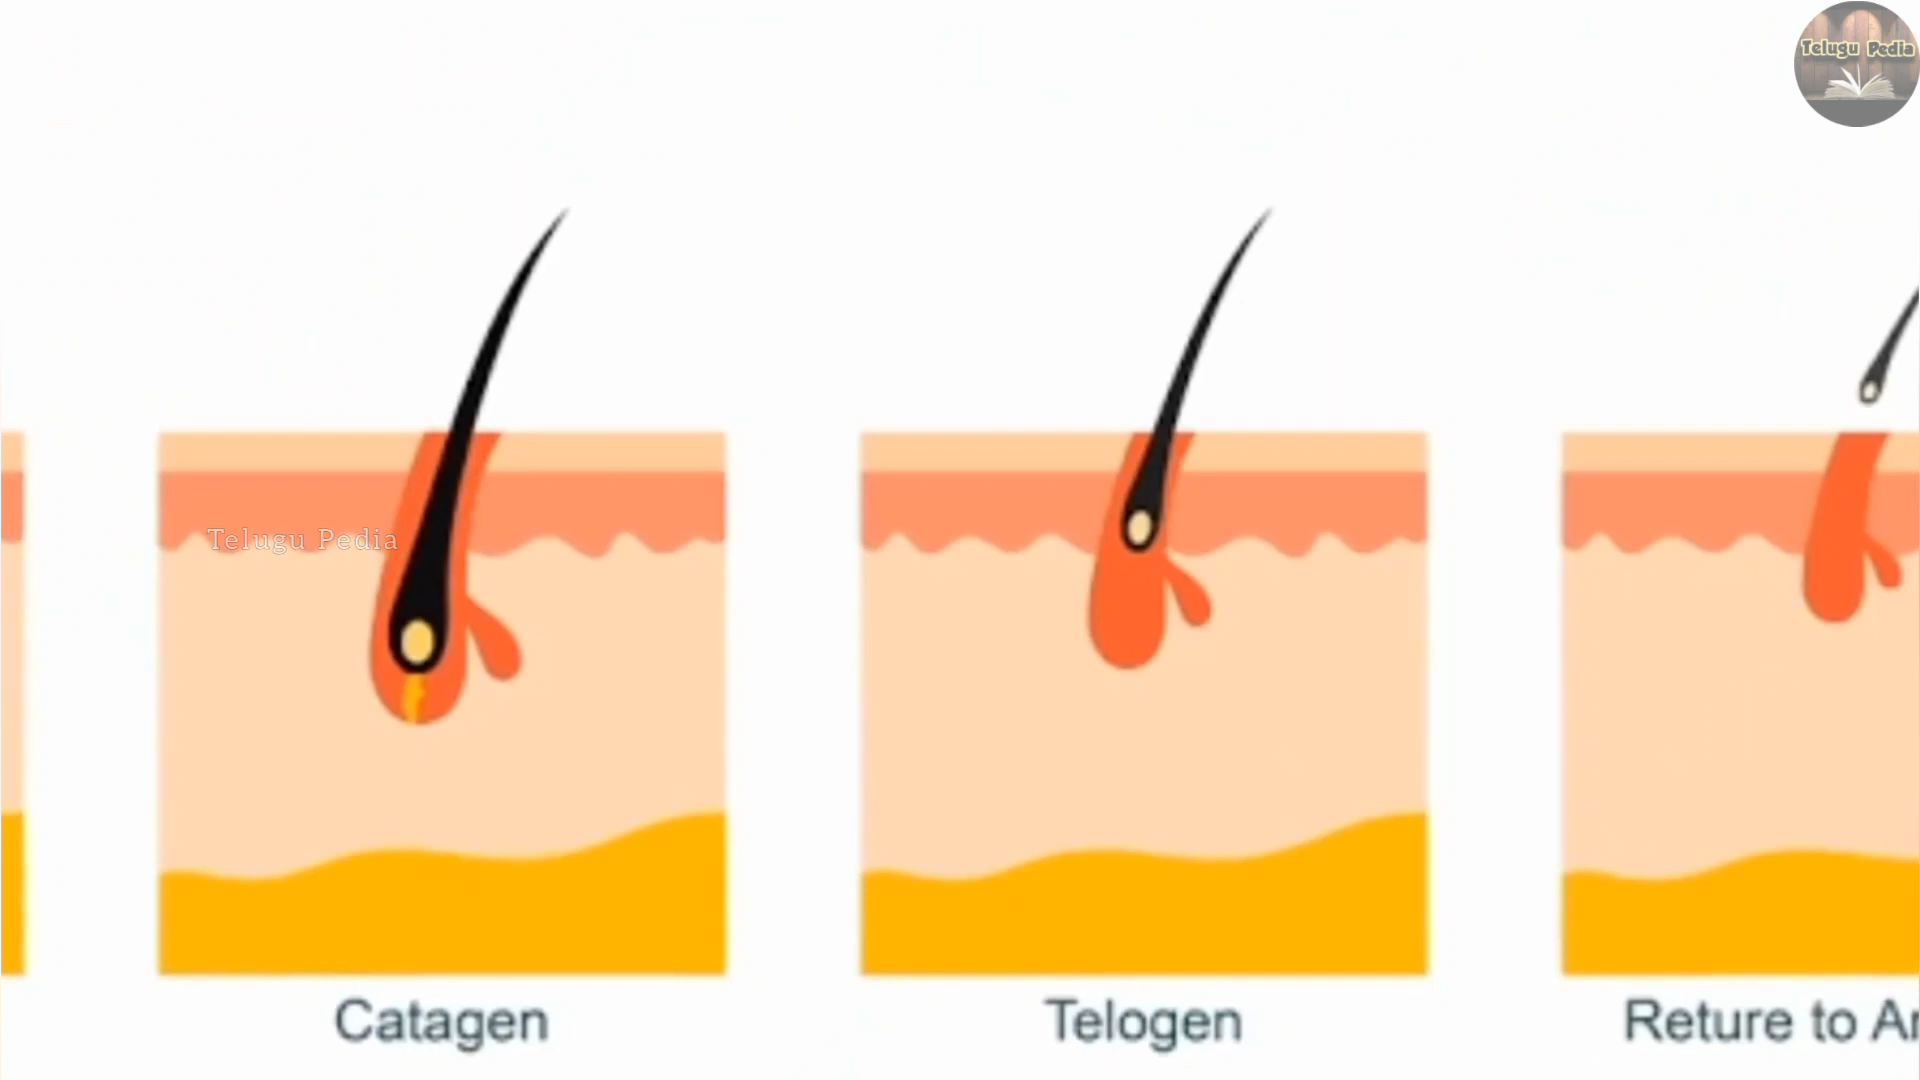 Telugu Pedia
Telugu Pedia
Catagen
Telogen
Reture to